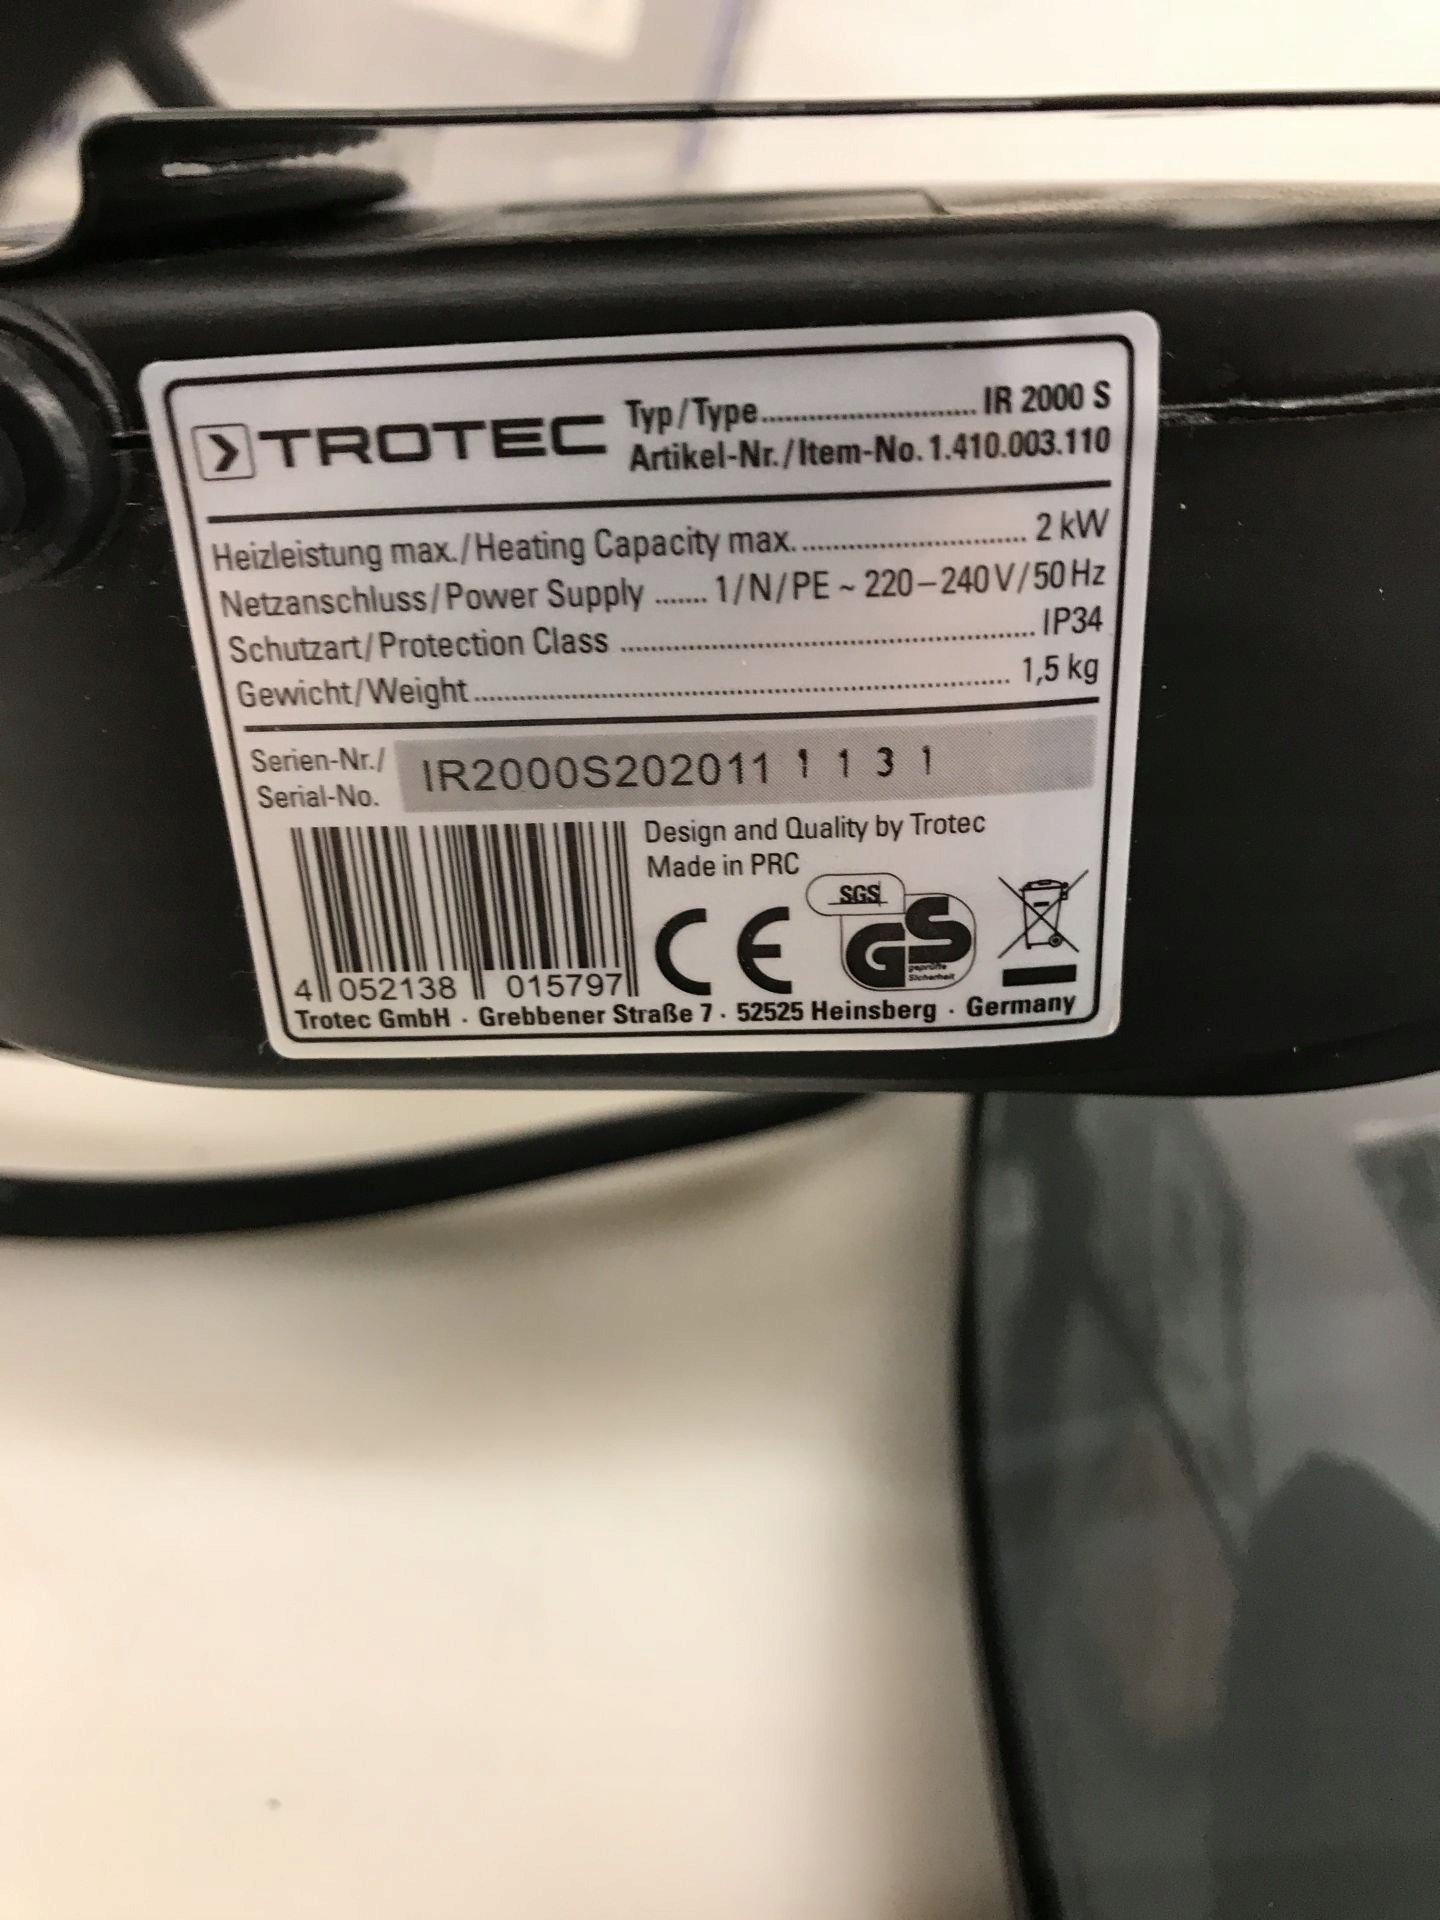 TROTEC
Typ/Type.............................. IR 2000 S
Artikel-Nr./Item-No. 1.410.003.110
Heizleistung max./Heating Capacity max. ............................... 2 kW
Netzanschluss/Power Supply ....... 1/N/PE ~ 220–240 V/50 Hz
Schutzart/Protection Class ........................................................ IP34
Gewicht/Weight........................................................................ 1,5 kg
Serien-Nr./
Serial-No.
IR2000S202011 1 1 3 1
Design and Quality by Trotec
Made in PRC
CE
SGS
GS
geprüfte
Sicherheit
4 052138 015797
Trotec GmbH · Grebbener Straße 7 · 52525 Heinsberg · Germany